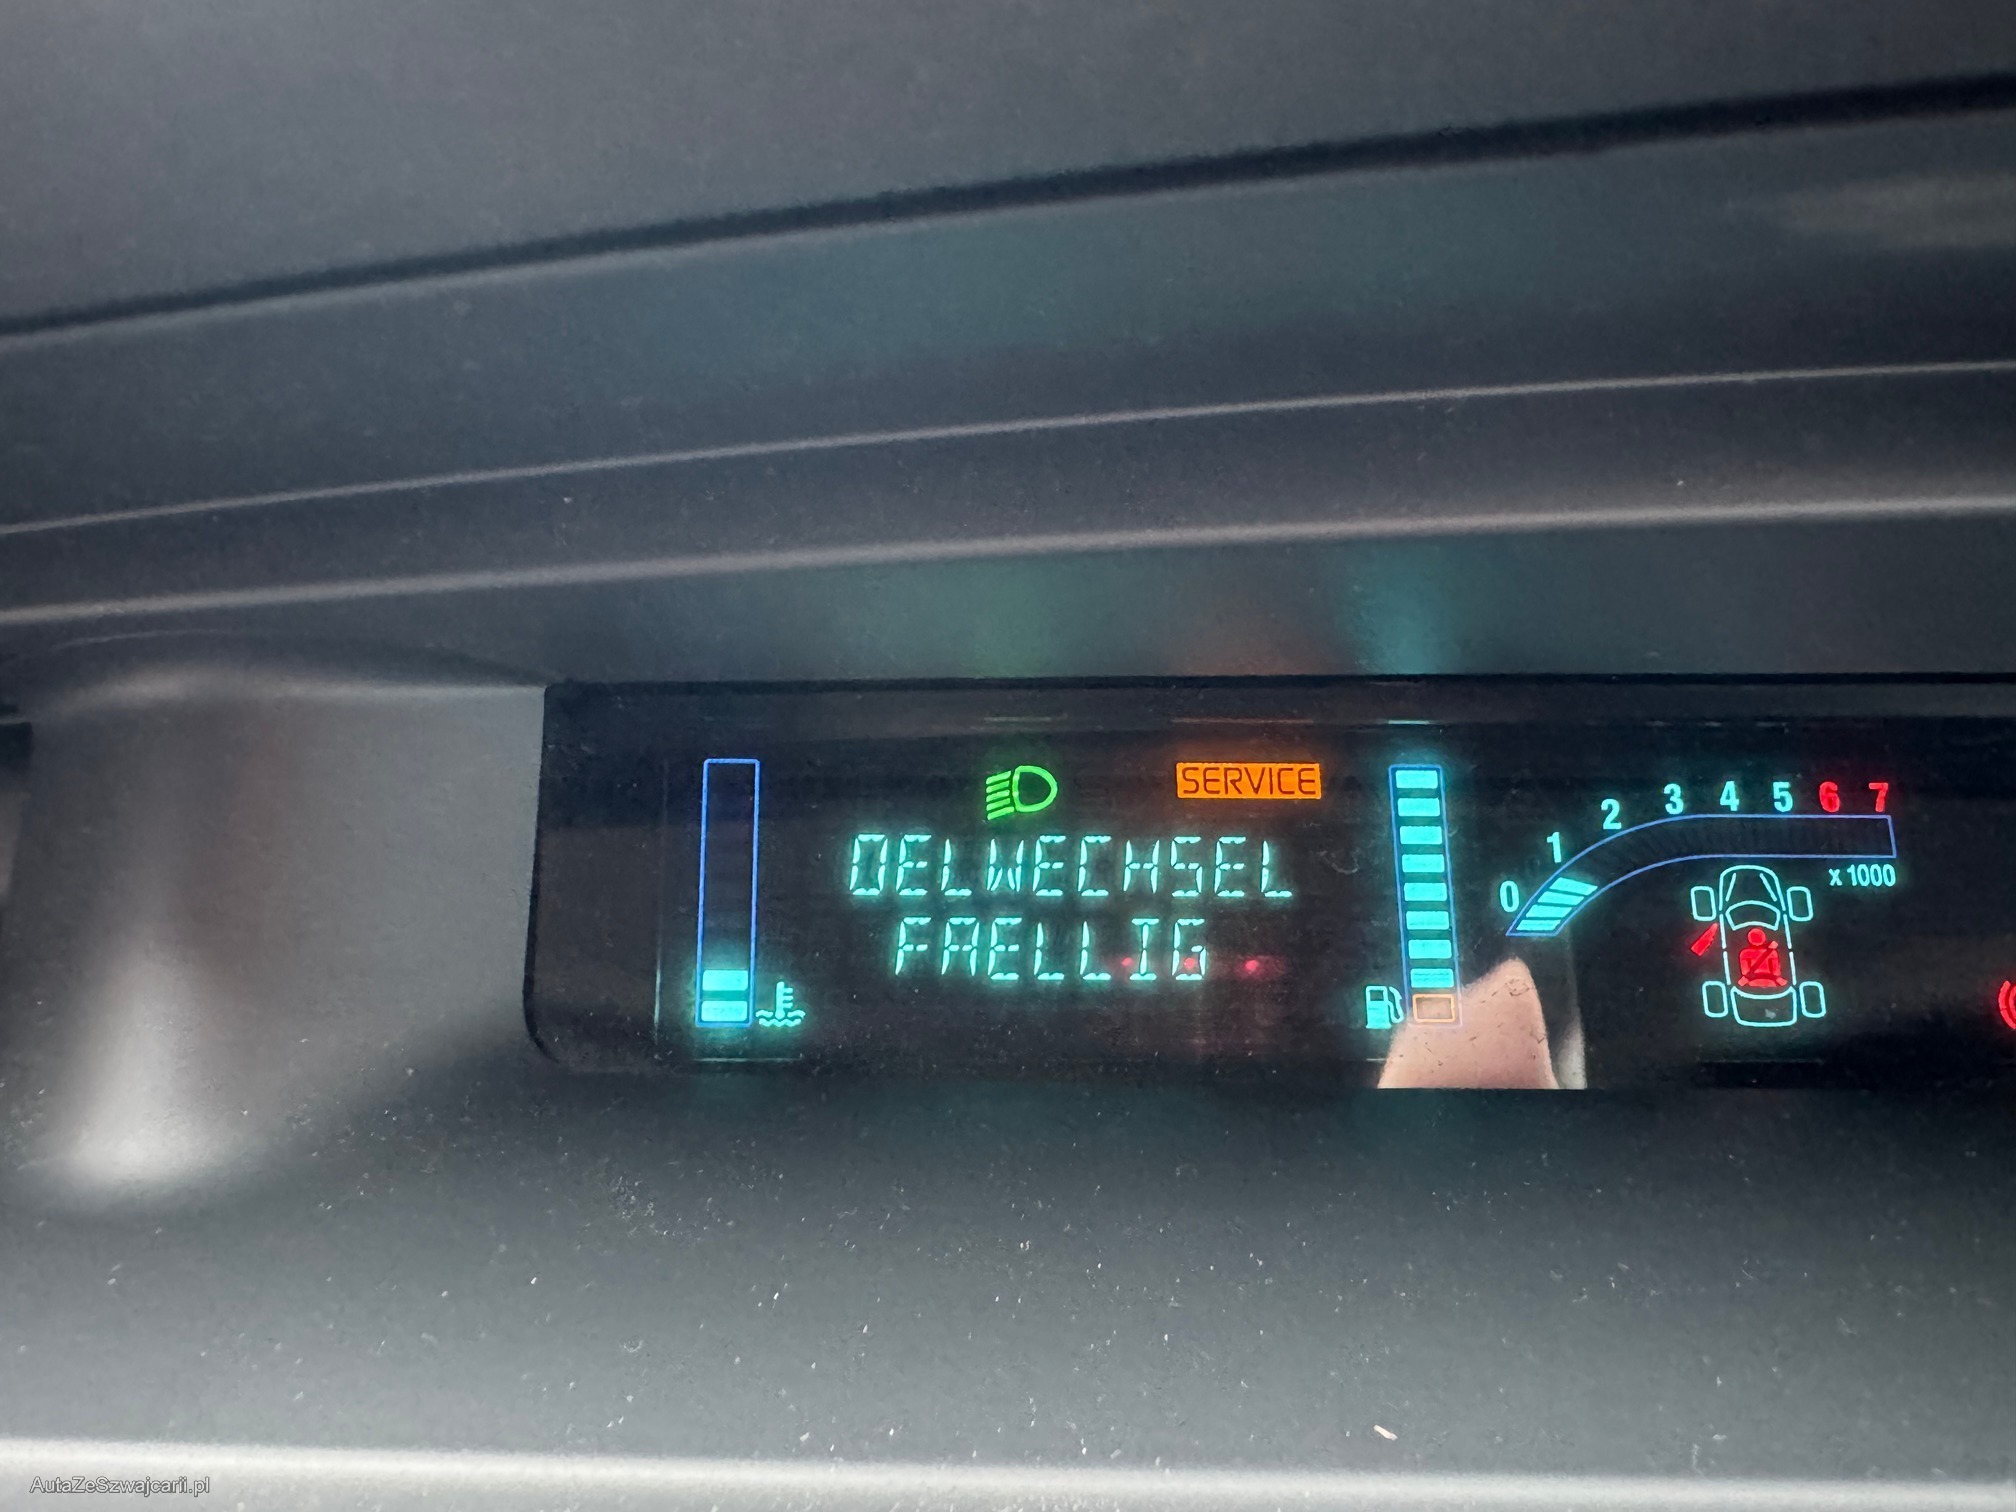 SERVICE
OELWECHSEL
FAELLIG
0 1 2 3 4 5 6 7
x 1000
AutaZeSzwajcarii.pl